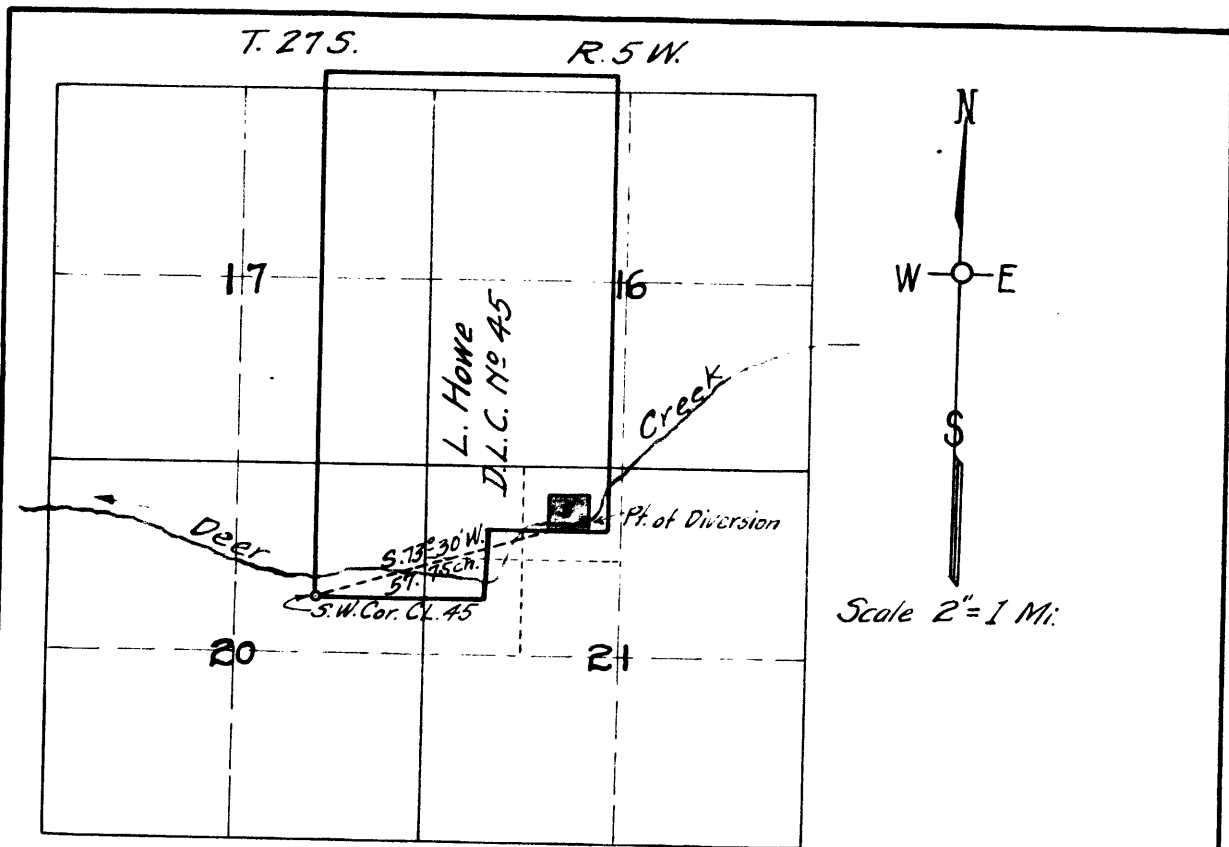 T. 27 S.
R. 5 W.
N
17
16
W
E
L. Howe
D.L.C. Nº 45
Creek
S
Pt. of Diversion
Deer
S. 73°-30' W.
57.75 ch.
S.W. Cor. CL. 45
Scale 2"= 1 Mi.
20
21